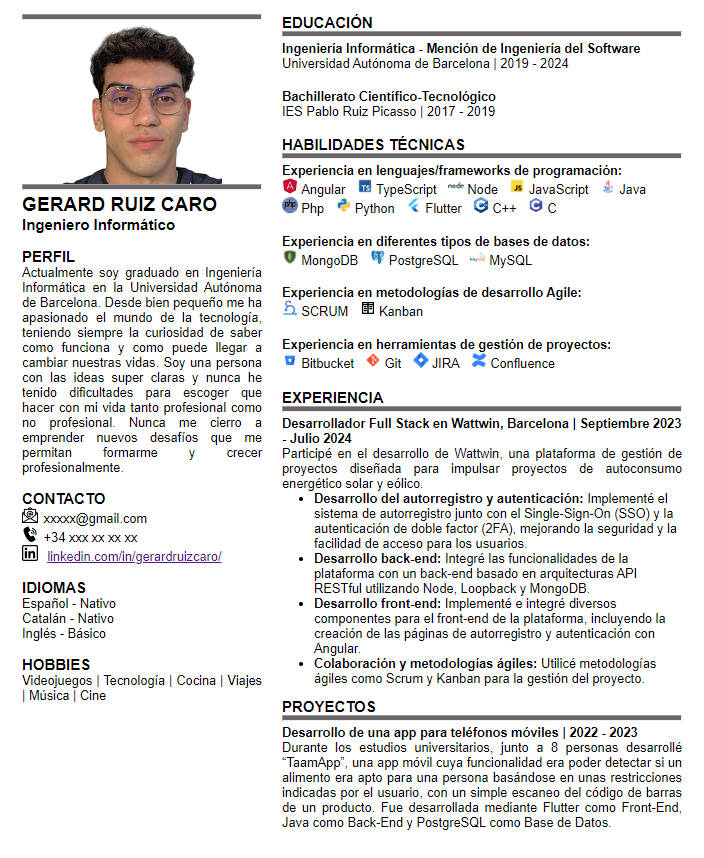 GERARD RUIZ CARO
Ingeniero Informático
PERFIL
Actualmente soy graduado en Ingeniería
Informática en la Universidad Autónoma
de Barcelona. Desde bien pequeño me ha
apasionado el mundo de la tecnología,
teniendo siempre la curiosidad de saber
como funciona y como puede llegar a
cambiar nuestras vidas. Soy una persona
con las ideas super claras y nunca he
tenido dificultades para escoger que
hacer con mi vida tanto profesional como
no profesional. Nunca me cierro a
emprender nuevos desafíos que me
permitan formarme y crecer
profesionalmente.
CONTACTO
xxxxx@gmail.com
+34 xxx xx xx xx
linkedin.com/in/gerardruizcaro/
IDIOMAS
Español - Nativo
Catalán - Nativo
Inglés - Básico
HOBBIES
Videojuegos | Tecnología | Cocina | Viajes
| Música | Cine
EDUCACIÓN
Ingeniería Informática - Mención de Ingeniería del Software
Universidad Autónoma de Barcelona | 2019 - 2024
Bachillerato Científico-Tecnológico
IES Pablo Ruiz Picasso | 2017 - 2019
HABILIDADES TÉCNICAS
Experiencia en lenguajes/frameworks de programación:
Angular TypeScript Node JavaScript Java
Php Python Flutter C++ C
Experiencia en diferentes tipos de bases de datos:
MongoDB PostgreSQL MySQL
Experiencia en metodologías de desarrollo Agile:
SCRUM Kanban
Experiencia en herramientas de gestión de proyectos:
Bitbucket Git JIRA Confluence
EXPERIENCIA
Desarrollador Full Stack en Wattwin, Barcelona | Septiembre 2023
- Julio 2024
Participé en el desarrollo de Wattwin, una plataforma de gestión de
proyectos diseñada para impulsar proyectos de autoconsumo
energético solar y eólico.
• Desarrollo del autorregistro y autenticación: Implementé el
sistema de autorregistro junto con el Single-Sign-On (SSO) y la
autenticación de doble factor (2FA), mejorando la seguridad y la
facilidad de acceso para los usuarios.
• Desarrollo back-end: Integré las funcionalidades de la
plataforma con un back-end basado en arquitecturas API
RESTful utilizando Node, Loopback y MongoDB.
• Desarrollo front-end: Implementé e integré diversos
componentes para el front-end de la plataforma, incluyendo la
creación de las páginas de autorregistro y autenticación con
Angular.
• Colaboración y metodologías ágiles: Utilicé metodologías
ágiles como Scrum y Kanban para la gestión del proyecto.
PROYECTOS
Desarrollo de una app para teléfonos móviles | 2022 - 2023
Durante los estudios universitarios, junto a 8 personas desarrollé
“TaamApp”, una app móvil cuya funcionalidad era poder detectar si un
alimento era apto para una persona basándose en unas restricciones
indicadas por el usuario, con un simple escaneo del código de barras
de un producto. Fue desarrollada mediante Flutter como Front-End,
Java como Back-End y PostgreSQL como Base de Datos.